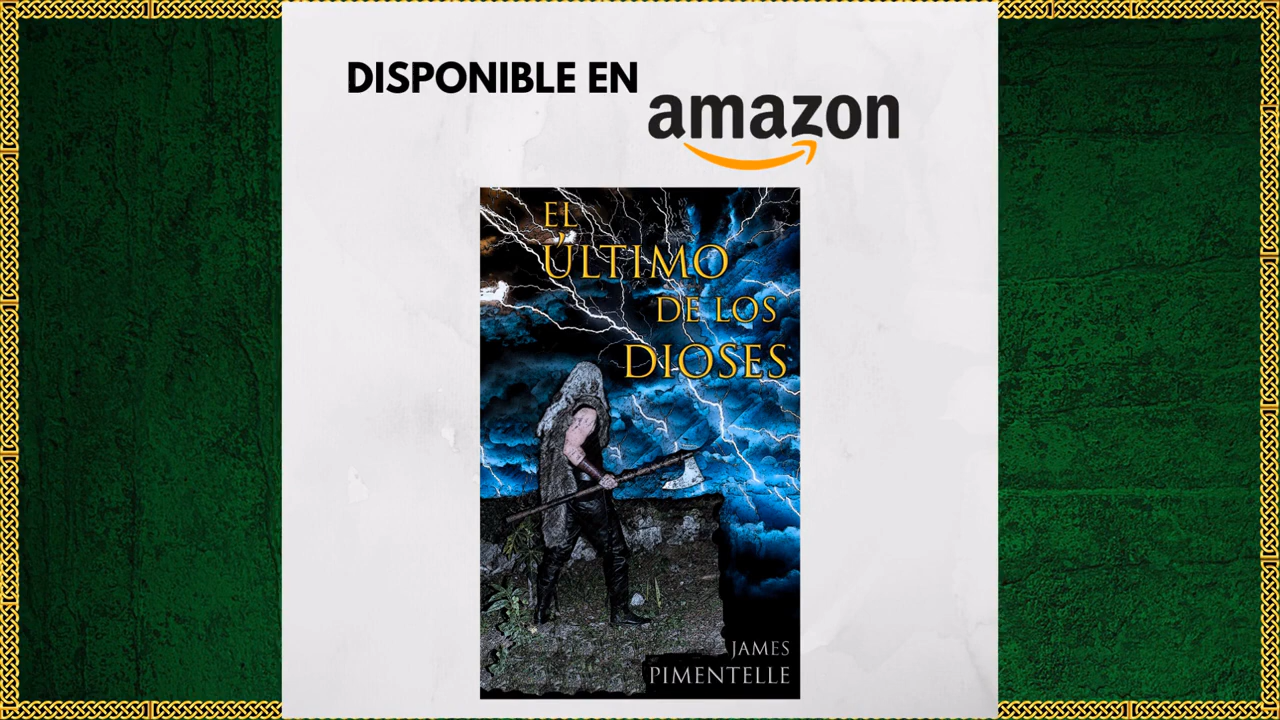 DISPONIBLE EN
amazon
EL
ÚLTIMO
DE LOS
DIOSES
JAMES
PIMENTELLE